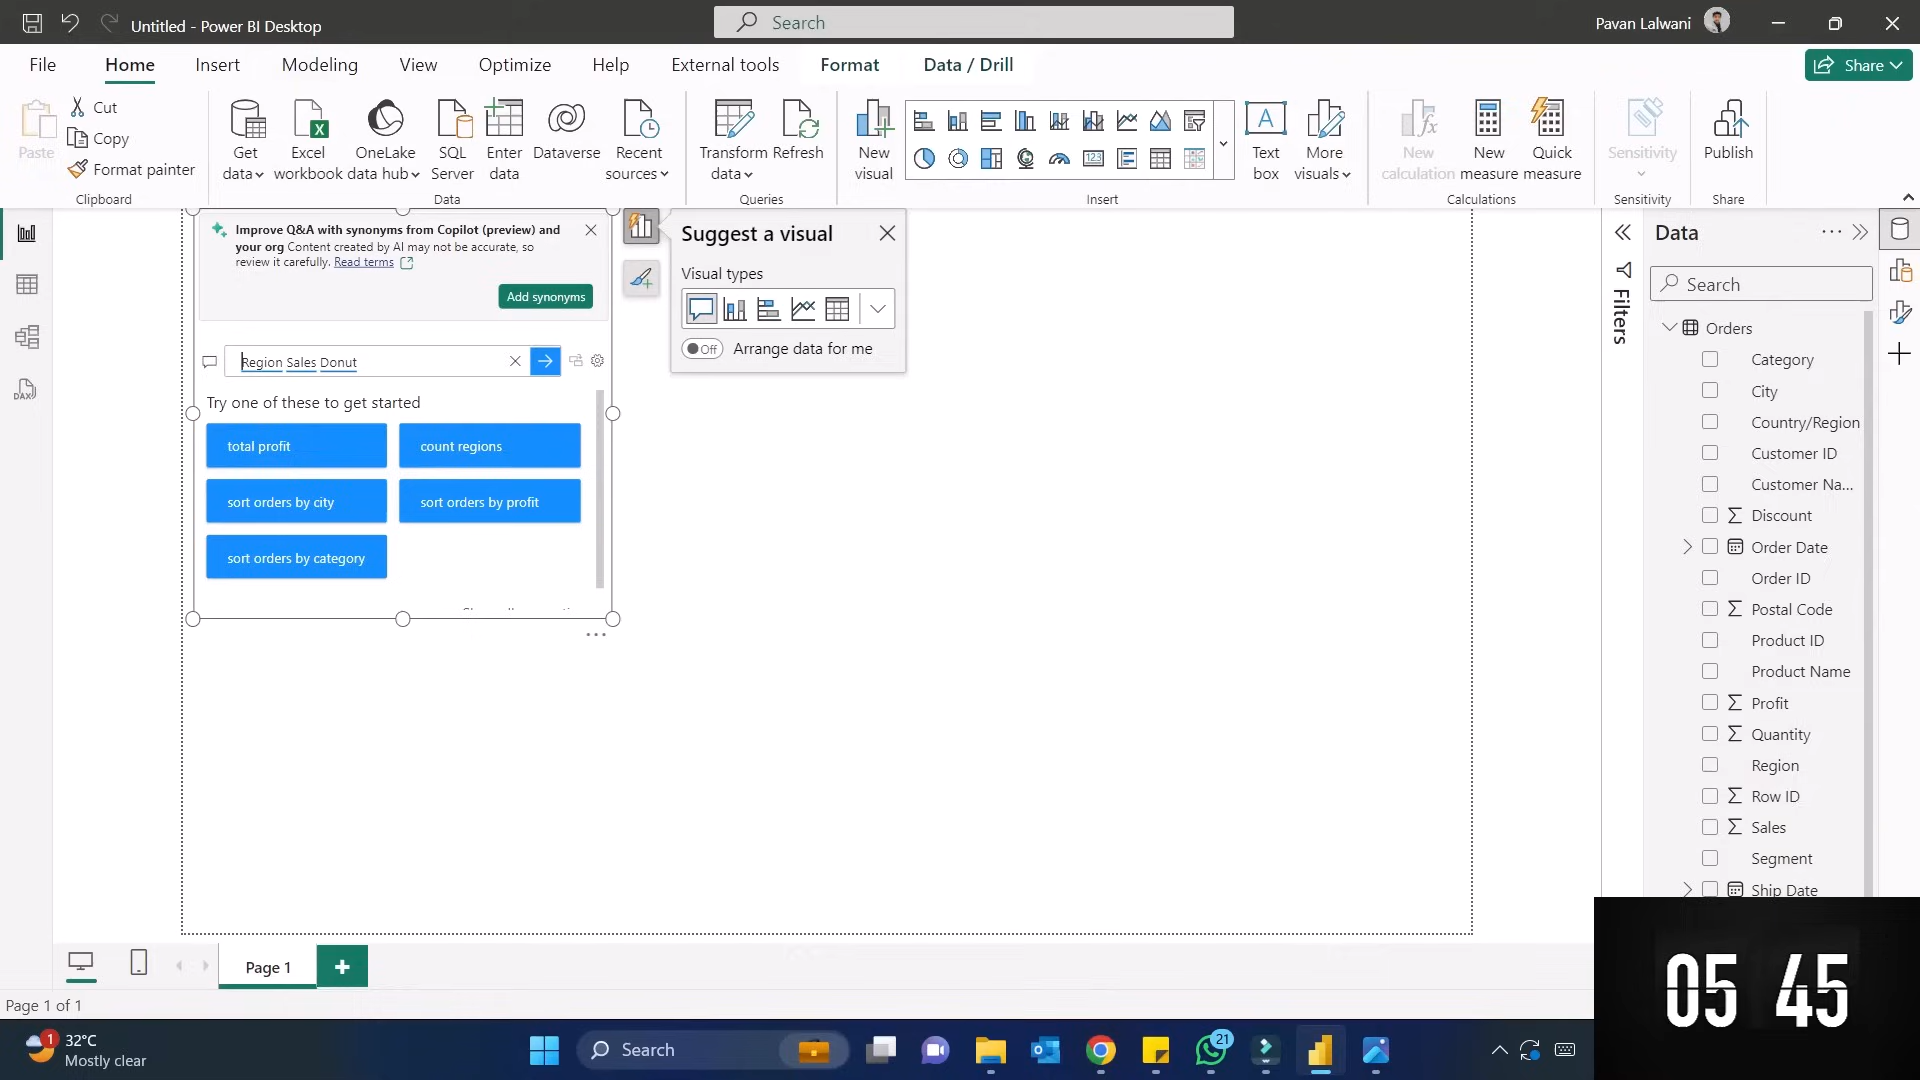 Untitled - Power BI Desktop
Search
Pavan Lalwani
File
Home
Insert
Modeling
View
Optimize
Help
External tools
Format
Data / Drill
Share
Paste
Cut
Copy
Format painter
Clipboard
Get data
Excel workbook
OneLake data hub
SQL Server
Enter data
Dataverse
Recent sources
Data
Transform data
Refresh
Queries
New visual
Text box
More visuals
Insert
New calculation
New measure
Quick measure
Calculations
Sensitivity
Sensitivity
Publish
Share
Improve Q&A with synonyms from Copilot (preview) and
your org Content created by AI may not be accurate, so
review it carefully. Read terms
Add synonyms
Region Sales Donut
Try one of these to get started
total profit
count regions
sort orders by city
sort orders by profit
sort orders by category
Suggest a visual
Visual types
Off
Arrange data for me
Filters
Data
Search
Orders
Category
City
Country/Region
Customer ID
Customer Na...
Discount
Order Date
Order ID
Postal Code
Product ID
Product Name
Profit
Quantity
Region
Row ID
Sales
Segment
Ship Date
DAX
Page 1
Page 1 of 1
1
32°C
Mostly clear
Search
21
05 45